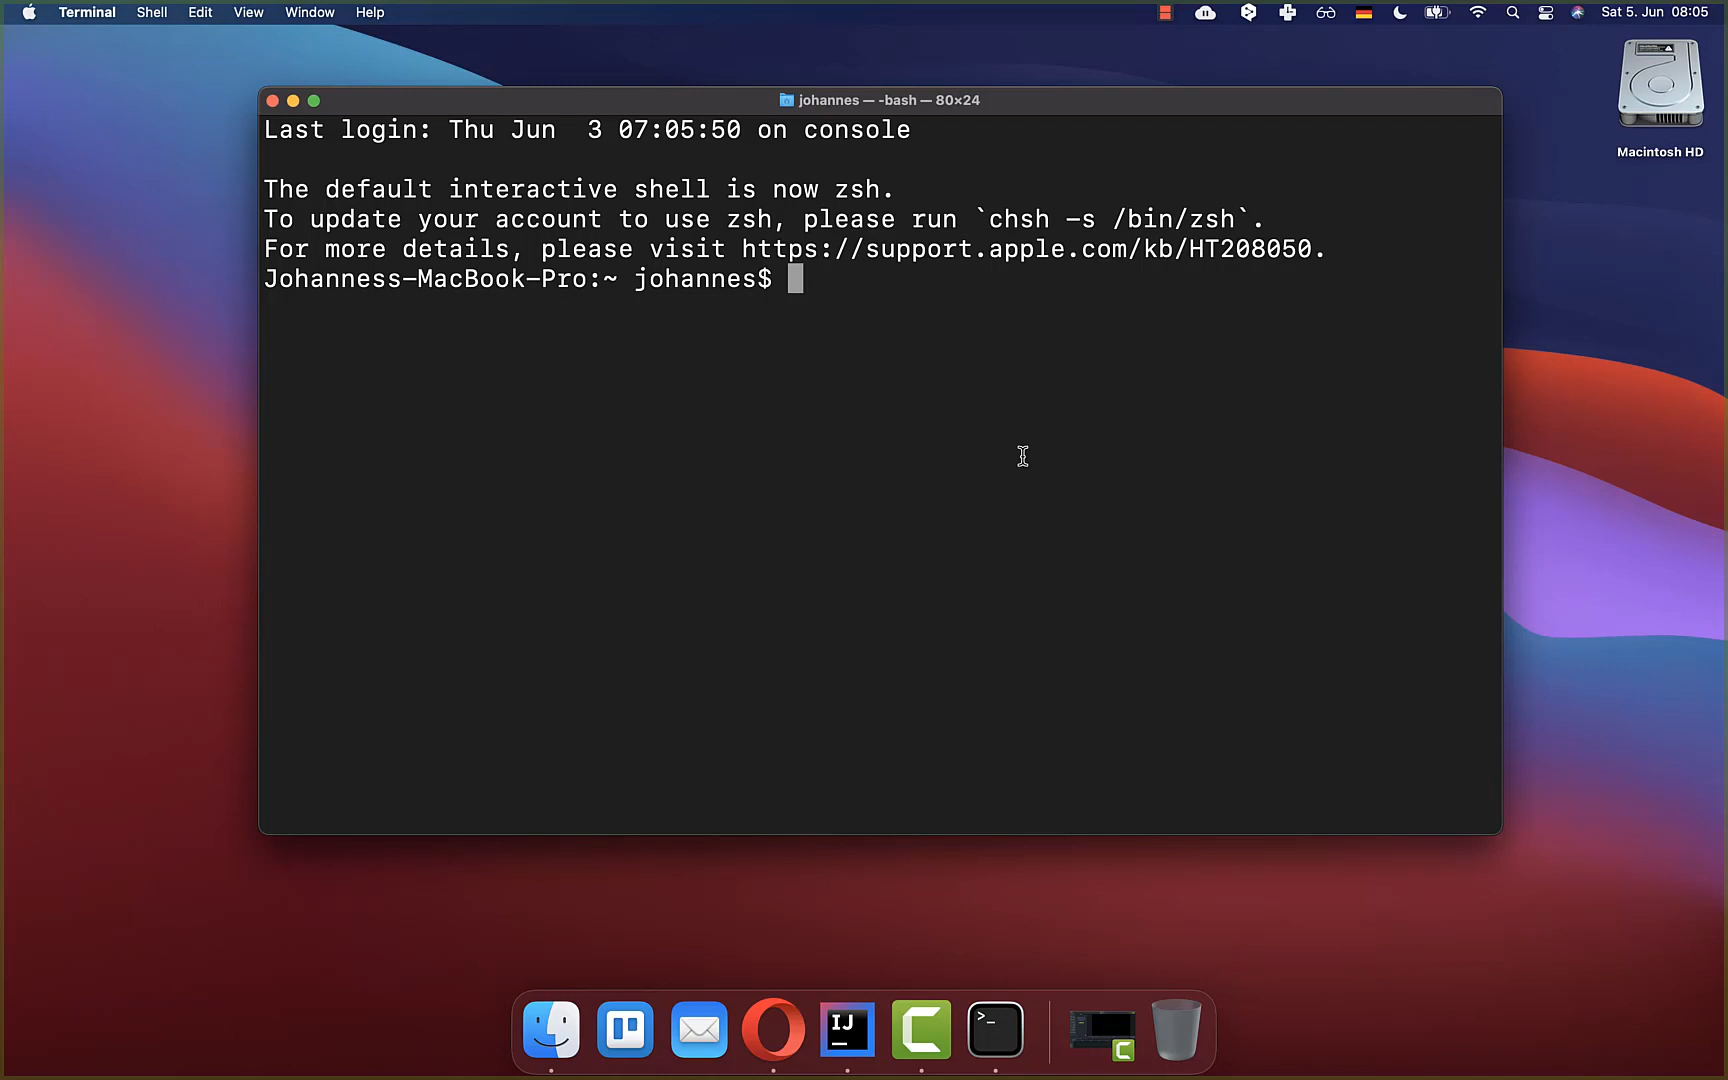 Terminal Shell Edit View Window Help Sat 5. Jun 08:05
johannes — -bash — 80×24
Last login: Thu Jun  3 07:05:50 on console
The default interactive shell is now zsh.
To update your account to use zsh, please run `chsh -s /bin/zsh`.
For more details, please visit https://support.apple.com/kb/HT208050.
Johanness-MacBook-Pro:~ johannes$
Macintosh HD
IJ
>_